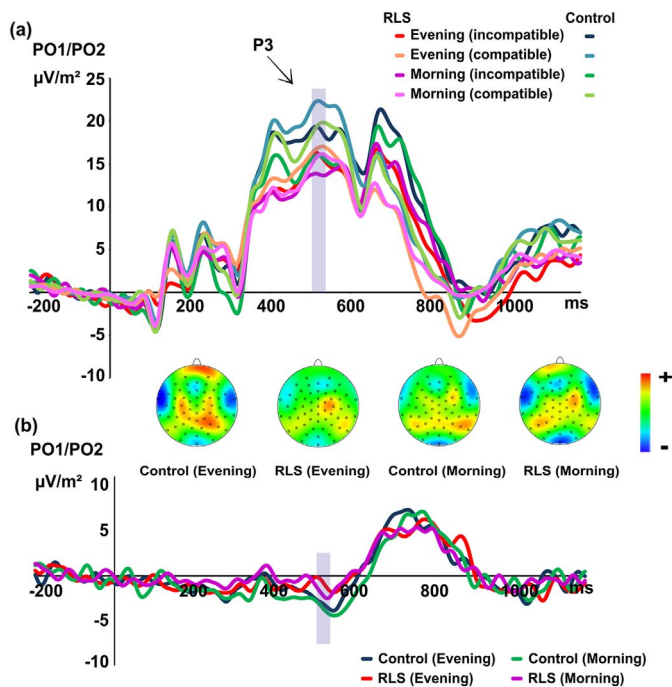 (a)
RLS Control
PO1/PO2
µV/m²
P3
Evening (incompatible)
Evening (compatible)
Morning (incompatible)
Morning (compatible)
25
20
15
10
5
-5
-10
-200 200 400 600 800 1000
ms
+
-
Control (Evening) RLS (Evening) Control (Morning) RLS (Morning)
(b)
PO1/PO2
µV/m²
10
5
-5
-10
-200 200 400 600 800 1000
ms
Control (Evening) Control (Morning)
RLS (Evening) RLS (Morning)